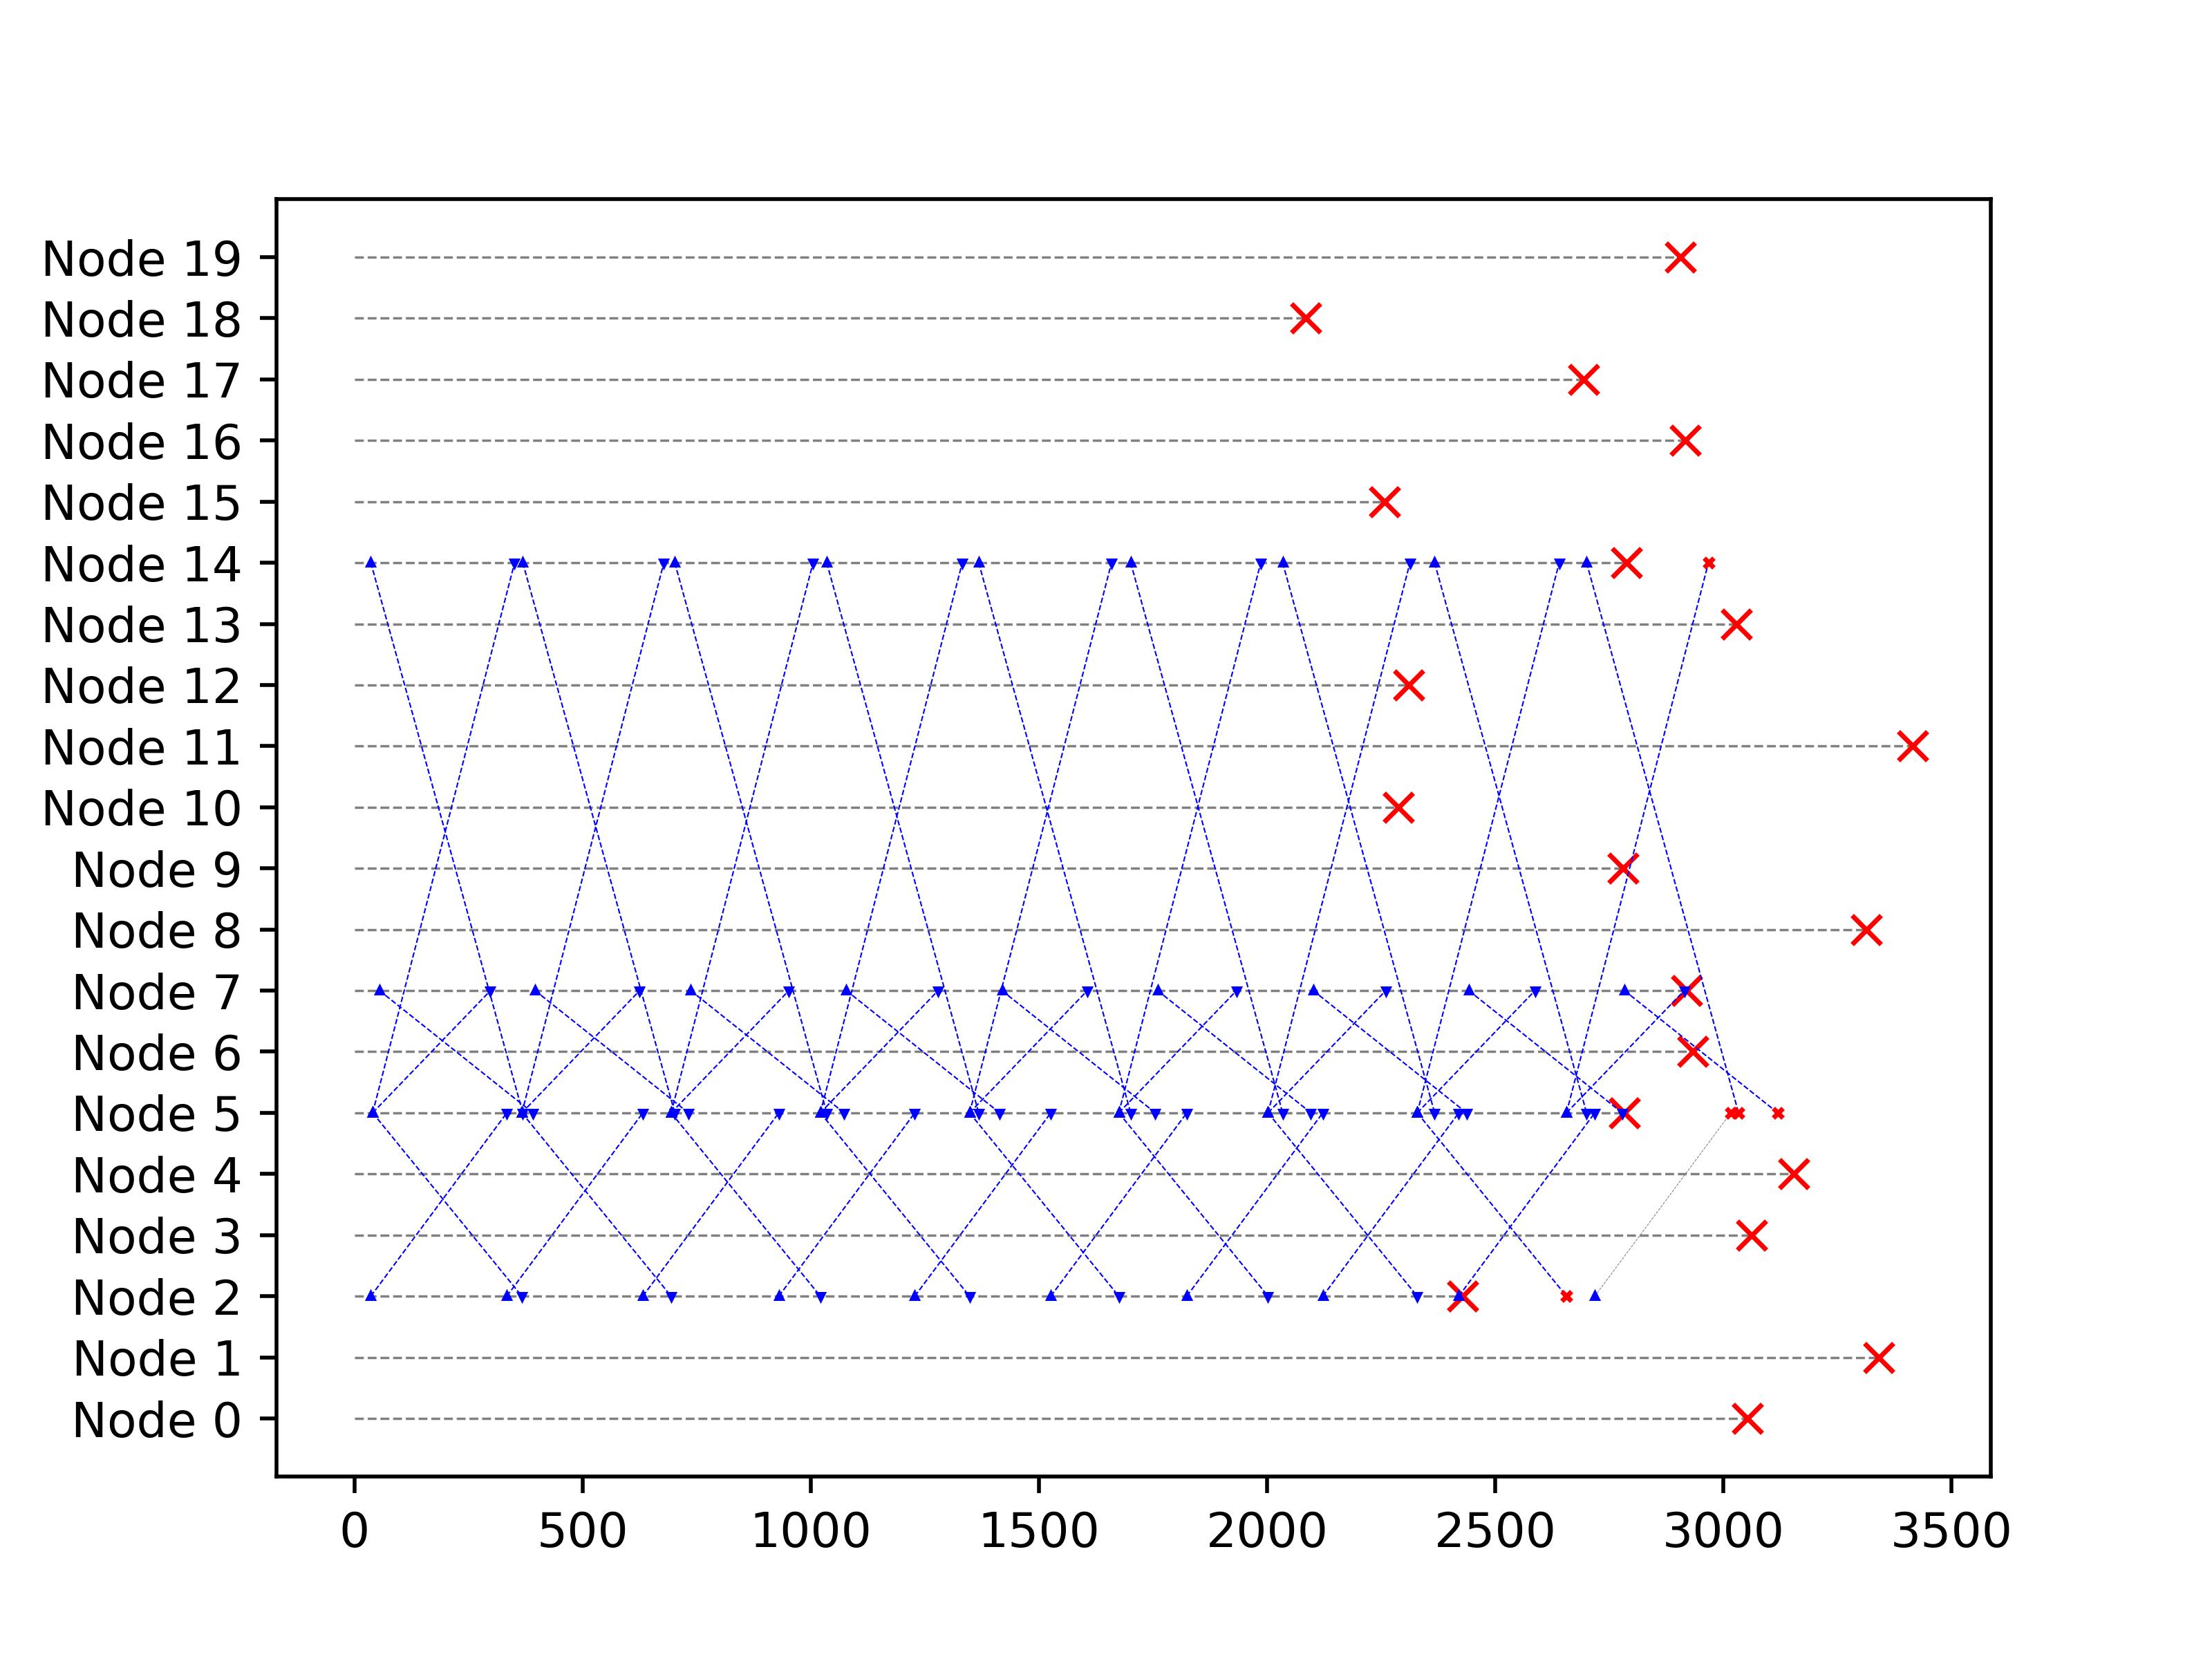 Node 19
Node 18
Node 17
Node 16
Node 15
Node 14
Node 13
Node 12
Node 11
Node 10
Node 9
Node 8
Node 7
Node 6
Node 5
Node 4
Node 3
Node 2
Node 1
Node 0
0 500 1000 1500 2000 2500 3000 3500